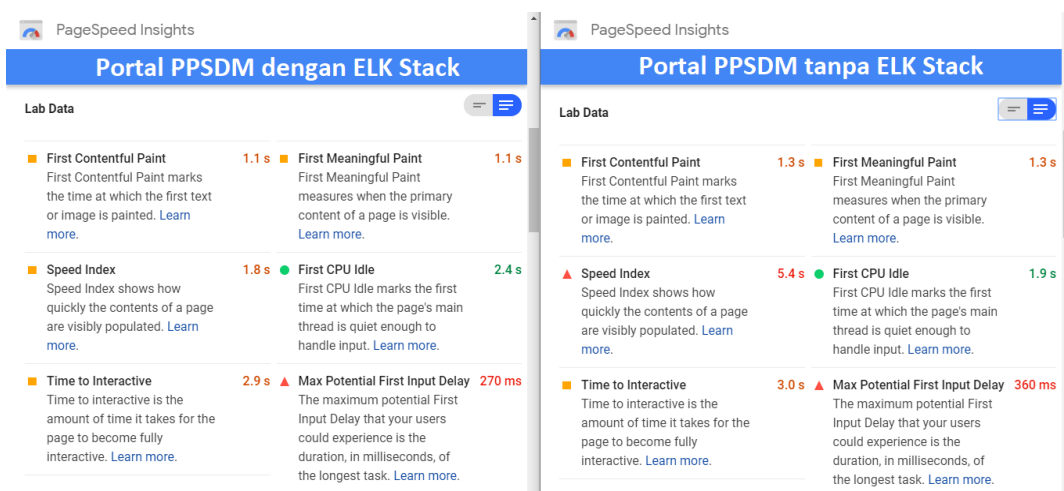 PageSpeed Insights
Portal PPSDM dengan ELK Stack
Lab Data
First Contentful Paint 1.1 s
First Contentful Paint marks
the time at which the first text
or image is painted. Learn
more.
First Meaningful Paint 1.1 s
First Meaningful Paint
measures when the primary
content of a page is visible.
Learn more.
Speed Index 1.8 s
Speed Index shows how
quickly the contents of a page
are visibly populated. Learn
more.
First CPU Idle 2.4 s
First CPU Idle marks the first
time at which the page's main
thread is quiet enough to
handle input. Learn more.
Time to Interactive 2.9 s
Time to interactive is the
amount of time it takes for the
page to become fully
interactive. Learn more.
Max Potential First Input Delay 270 ms
The maximum potential First
Input Delay that your users
could experience is the
duration, in milliseconds, of
the longest task. Learn more.
PageSpeed Insights
Portal PPSDM tanpa ELK Stack
Lab Data
First Contentful Paint 1.3 s
First Contentful Paint marks
the time at which the first text
or image is painted. Learn
more.
First Meaningful Paint 1.3 s
First Meaningful Paint
measures when the primary
content of a page is visible.
Learn more.
Speed Index 5.4 s
Speed Index shows how
quickly the contents of a page
are visibly populated. Learn
more.
First CPU Idle 1.9 s
First CPU Idle marks the first
time at which the page's main
thread is quiet enough to
handle input. Learn more.
Time to Interactive 3.0 s
Time to interactive is the
amount of time it takes for the
page to become fully
interactive. Learn more.
Max Potential First Input Delay 360 ms
The maximum potential First
Input Delay that your users
could experience is the
duration, in milliseconds, of
the longest task. Learn more.